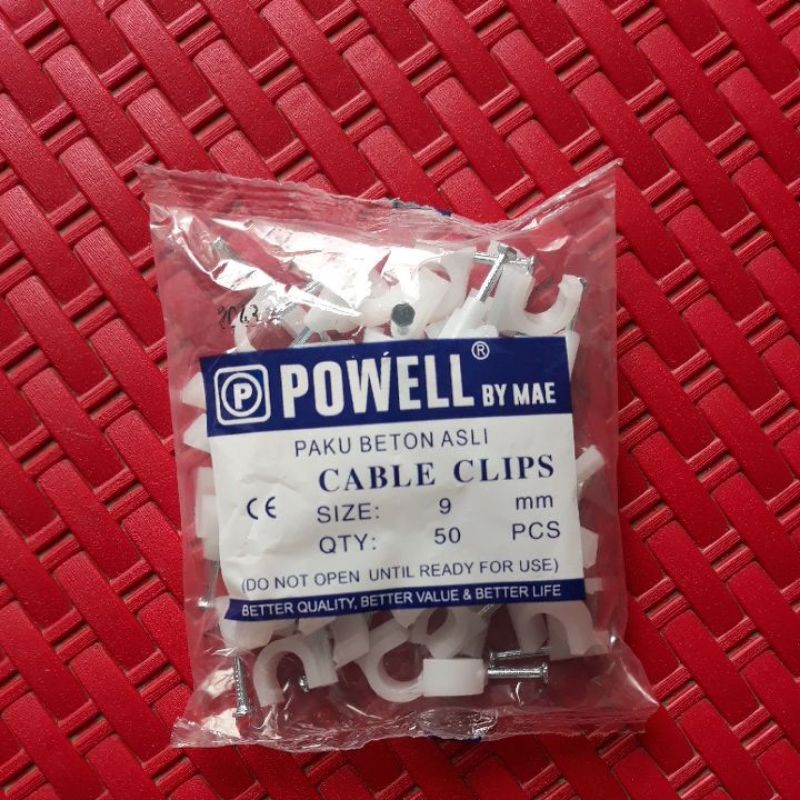 P POWELL® BY MAE
PAKU BETON ASLI
CABLE CLIPS
CE SIZE: 9 mm
QTY: 50 PCS
(DO NOT OPEN UNTIL READY FOR USE)
BETTER QUALITY, BETTER VALUE & BETTER LIFE